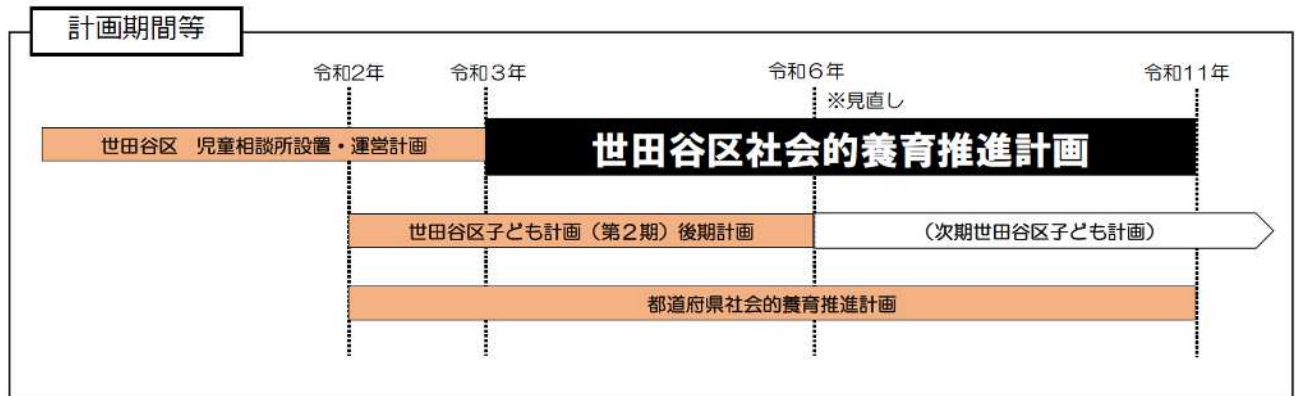 計画期間等
令和2年
令和3年
令和6年
令和11年
※見直し
世田谷区 児童相談所設置・運営計画
世田谷区社会的養育推進計画
世田谷区子ども計画(第2期)後期計画
(次期世田谷区子ども計画)
都道府県社会的養育推進計画